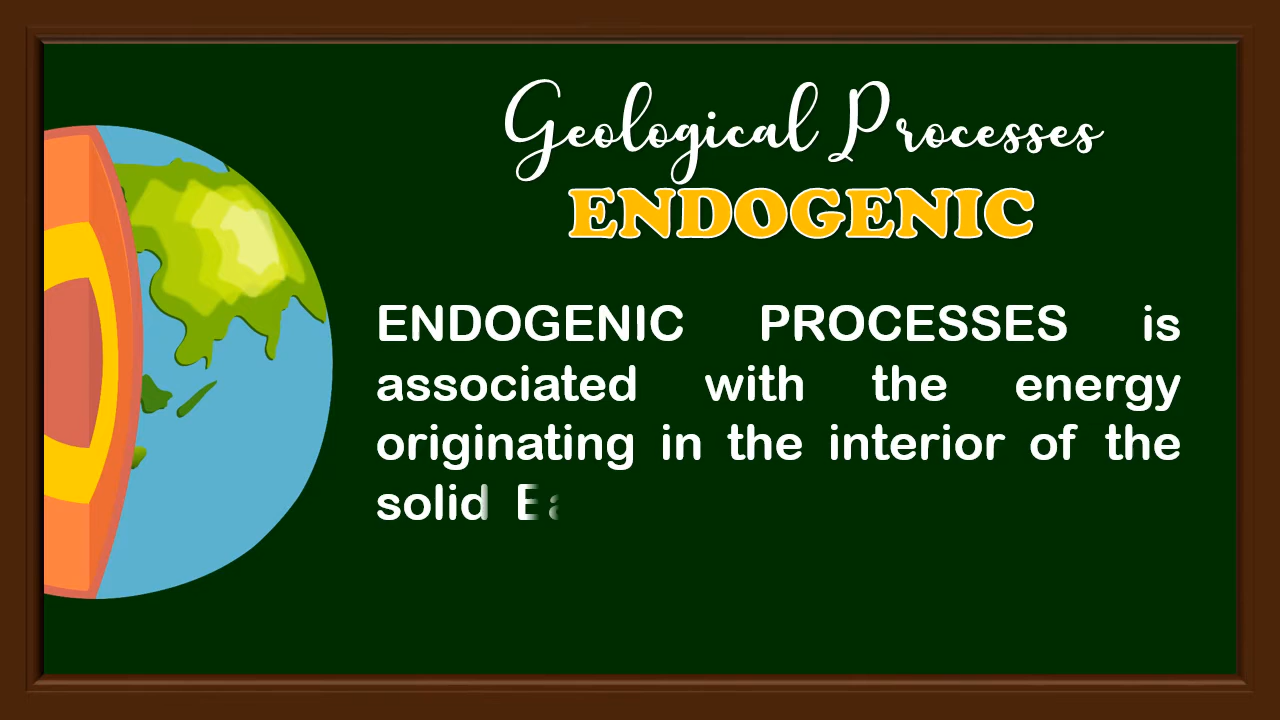 Geological Processes
ENDOGENIC
ENDOGENIC PROCESSES is
associated with the energy
originating in the interior of the
solid